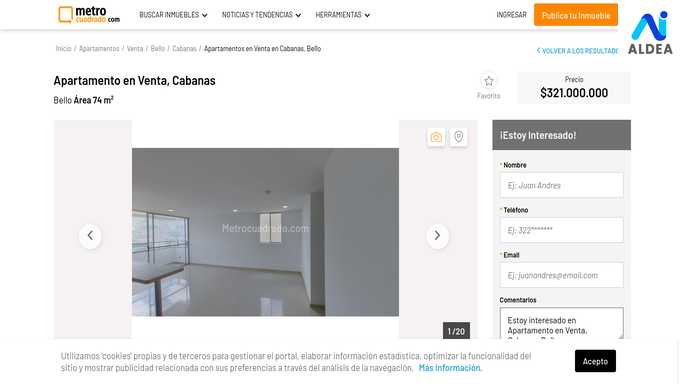 metro
cuadrado.com
BUSCAR INMUEBLES
NOTICIAS Y TENDENCIAS
HERRAMIENTAS
INGRESAR
Publica tu Inmueble
ALDEA
Inicio / Apartamentos / Venta / Bello / Cabanas / Apartamentos en Venta en Cabanas, Bello
VOLVER A LOS RESULTAD
Apartamento en Venta, Cabanas
Bello Área 74 m²
Favorito
Precio
$321.000.000
Metrocuadrado.com
1 / 20
¡Estoy Interesado!
* Nombre
Ej: Juan Andres
* Teléfono
Ej: 322*******
* Email
Ej: juanandres@email.com
Comentarios
Estoy interesado en
Apartamento en Venta,
Utilizamos 'cookies' propias y de terceros para gestionar el portal, elaborar información estadística, optimizar la funcionalidad del
sitio y mostrar publicidad relacionada con sus preferencias a través del análisis de la navegación. Más información.
Acepto